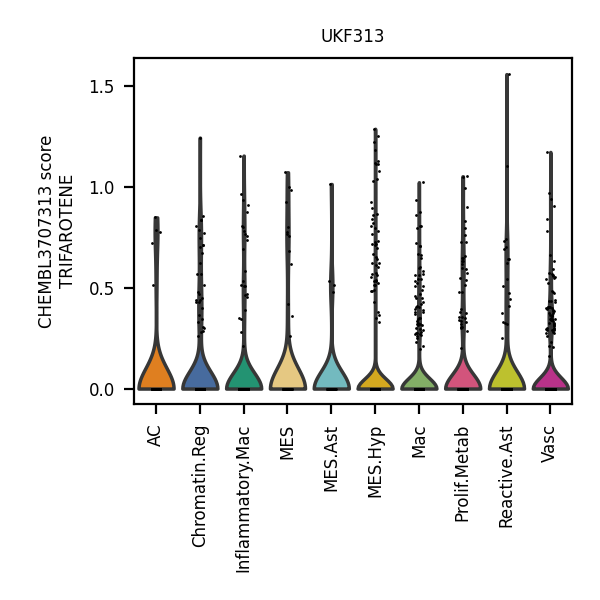 UKF313
CHEMBL3707313 score
TRIFAROTENE
1.5
1.0
0.5
0.0
AC
Chromatin.Reg
Inflammatory.Mac
MES
MES.Ast
MES.Hyp
Mac
Prolif.Metab
Reactive.Ast
Vasc